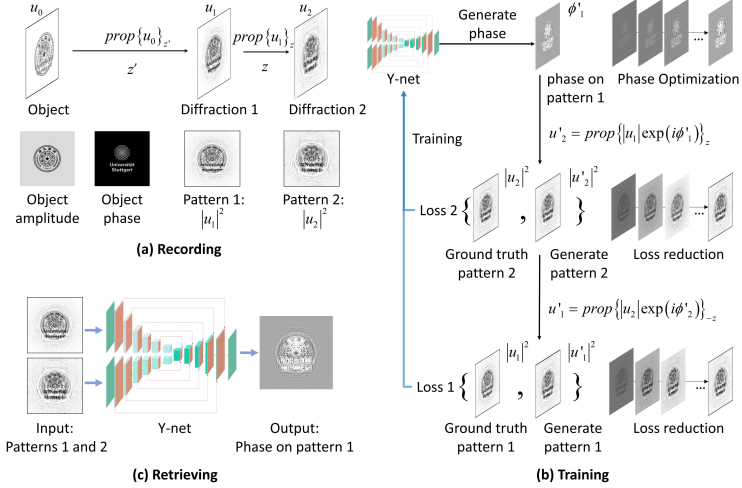 u₀
prop{u₀}_z'
z'
u₁
prop{u₁}_z
z
u₂
Object
Diffraction 1
Diffraction 2
Universität
Stuttgart
Object
amplitude
Object
phase
Pattern 1:
|u₁|²
Pattern 2:
|u₂|²
(a) Recording
Input:
Patterns 1 and 2
Y-net
Output:
Phase on pattern 1
(c) Retrieving
Y-net
Generate
phase
ϕ'₁
phase on
pattern 1
...
Phase Optimization
Training
u'₂ = prop{|u₁|exp(iϕ'₁)}_z
Loss 2 { |u₂|² , |u'₂|² }
Ground truth
pattern 2
Generate
pattern 2
...
Loss reduction
u'₁ = prop{|u₂|exp(iϕ'₂)}_-z
Loss 1 { |u₁|² , |u'₁|² }
Ground truth
pattern 1
Generate
pattern 1
...
Loss reduction
(b) Training